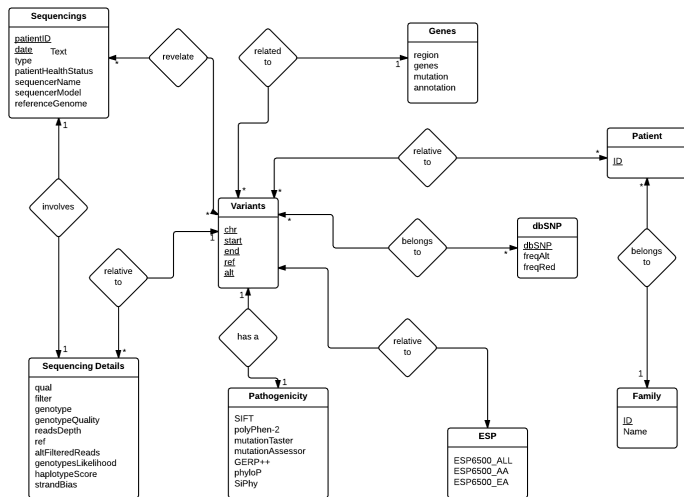 Sequencings
patientID
date
Text
type
patientHealthStatus
sequencerName
sequencerModel
referenceGenome
*
revelate
*
related
to
1
*
Genes
region
genes
mutation
annotation
relative
to
*
*
Patient
ID
*
1
involves
1
Variants
chr
start
end
ref
alt
*
belongs
to
*
dbSNP
dbSNP
freqAlt
freqRed
belongs
to
1
relative
to
1
*
1
has a
1
relative
to
Sequencing Details
qual
filter
genotype
genotypeQuality
readsDepth
ref
altFilteredReads
genotypesLikelihood
haplotypeScore
strandBias
Pathogenicity
SIFT
polyPhen-2
mutationTaster
mutationAssessor
GERP++
phyloP
SiPhy
ESP
ESP6500_ALL
ESP6500_AA
ESP6500_EA
Family
ID
Name